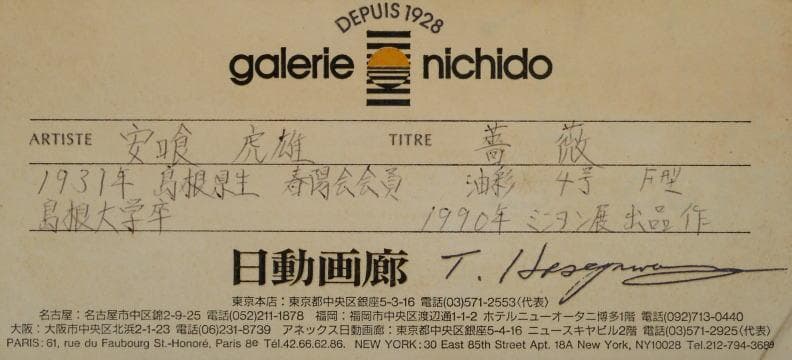 DEPUIS 1928
galerie nichido
ARTISTE 安喰 虎雄 TITRE 薔薇
1931年 島根県生 春陽会会員 油彩 4号 F型
島根大学卒 1990年 ミニヨン展 出品作
日動画廊 T. Hasegawa
東京本店：東京都中央区銀座5-3-16 電話(03)571-2553〈代表〉
名古屋：名古屋市中区錦2-9-25 電話(052)211-1878 福岡：福岡市中央区渡辺通1-1-2 ホテルニューオータニ博多1階 電話(092)713-0440
大阪：大阪市中央区北浜2-1-23 電話(06)231-8739 アネックス日動画廊：東京都中央区銀座5-4-16 ニュースキヤビル2階 電話(03)571-2925〈代表〉
PARIS: 61, rue du Faubourg St.-Honoré, Paris 8e Tél.42.66.62.86. NEW YORK: 30 East 85th Street Apt. 18A New York, NY10028 Tel.212-794-3689